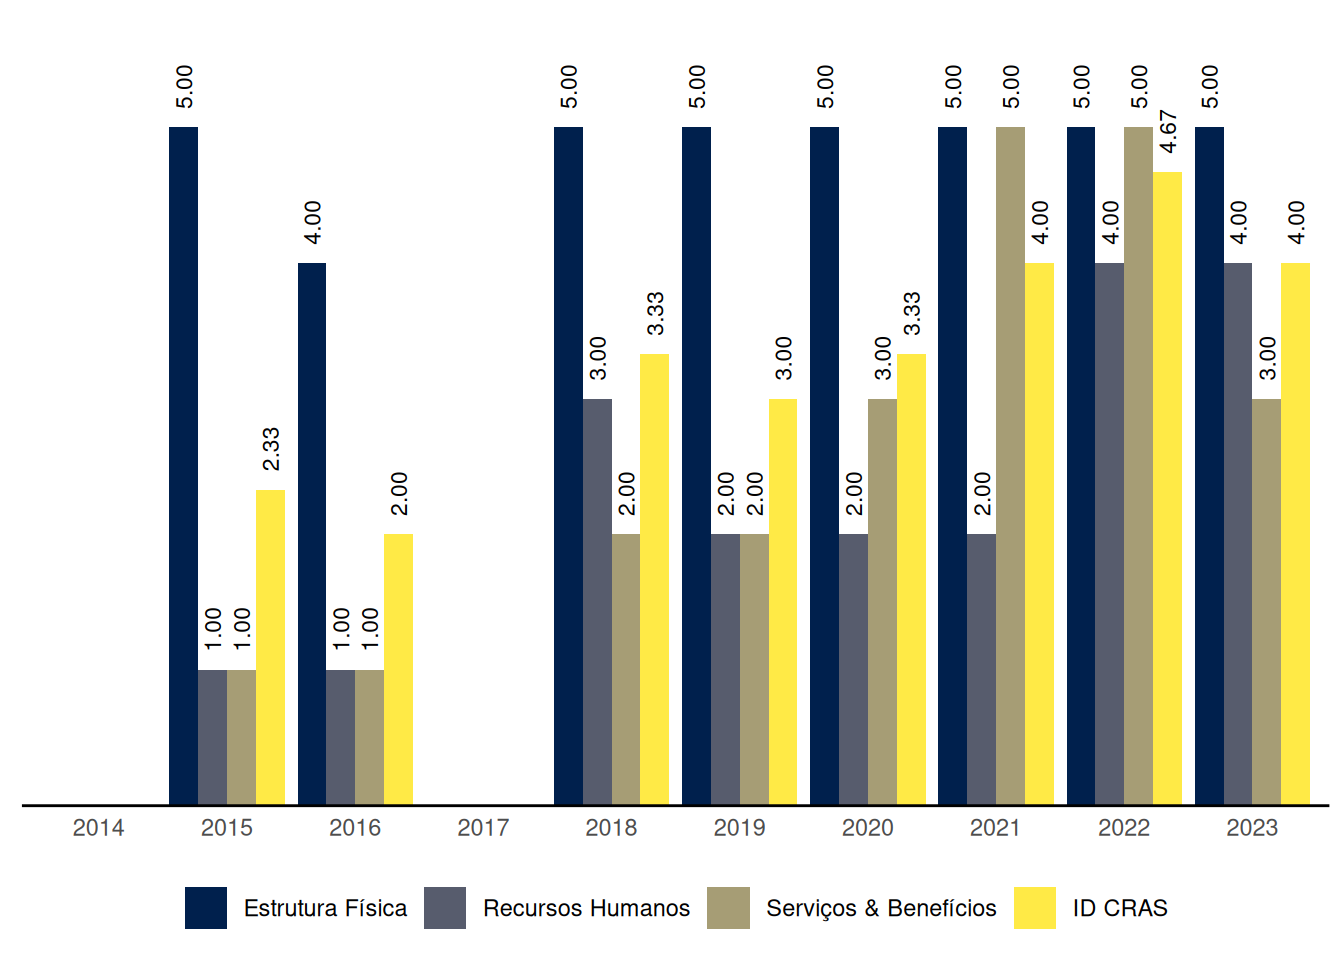 5.00 1.00 1.00 2.33
4.00 1.00 1.00 2.00
5.00 3.00 2.00 3.33
5.00 2.00 2.00 3.00
5.00 2.00 3.00 3.33
5.00 2.00 5.00 4.00
5.00 4.00 5.00 4.67
5.00 4.00 3.00 4.00
2014 2015 2016 2017 2018 2019 2020 2021 2022 2023
Estrutura Física Recursos Humanos Serviços & Benefícios ID CRAS